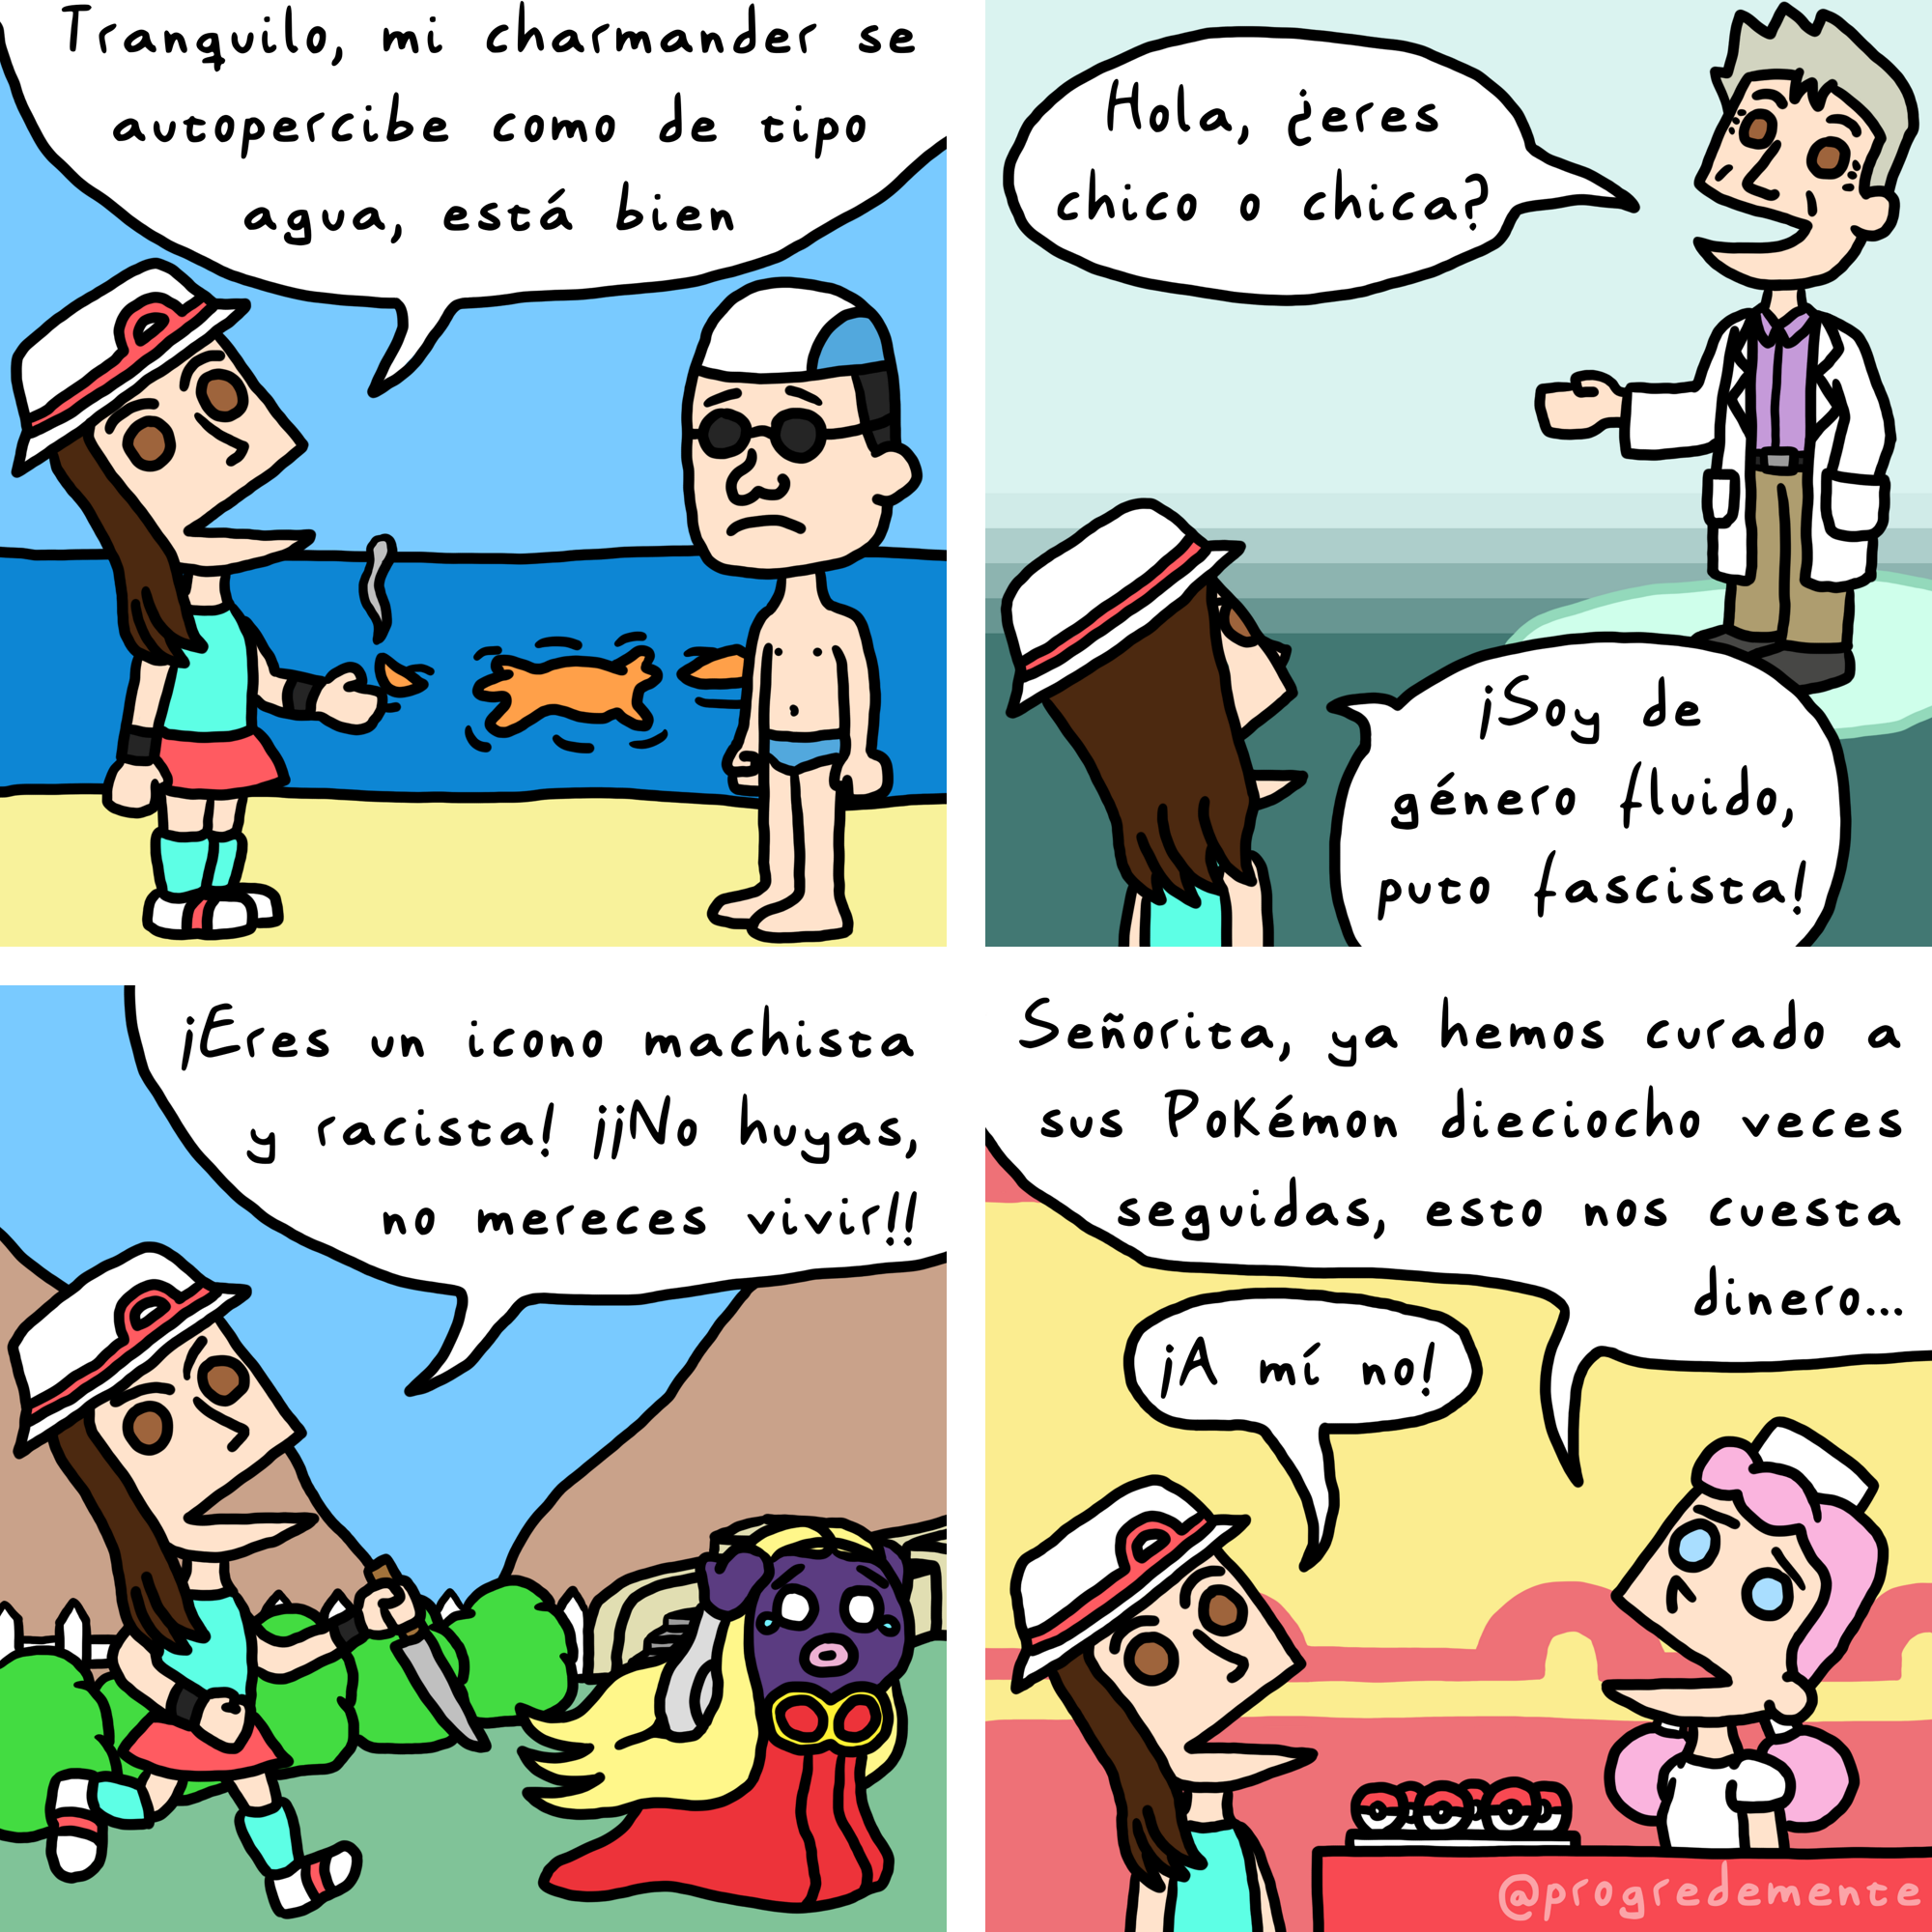 Tranquilo, mi charmander se
autopercibe como de tipo
agua, está bien
Hola, ¿eres
chico o chica?
¡Soy de
género fluido,
puto fascista!
¡Eres un icono machista
y racista! ¡¡No huyas,
no mereces vivir!!
Señorita, ya hemos curado a
sus Pokémon dieciocho veces
seguidas, esto nos cuesta
dinero...
¡A mí no!
@progredemente